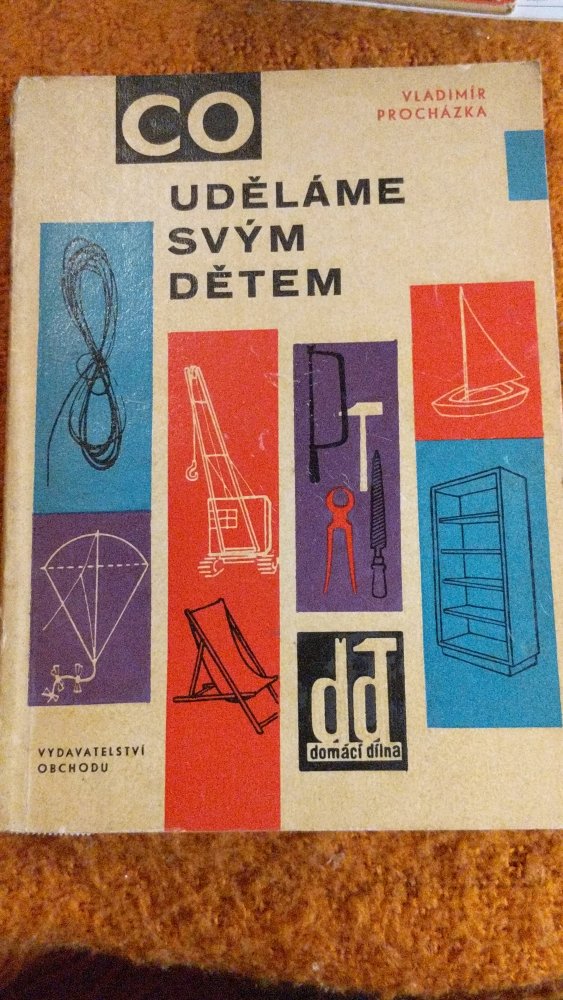 CO
VLADIMÍR
PROCHÁZKA
UDĚLÁME
SVÝM
DĚTEM
dd
domácí dílna
VYDAVATELSTVÍ
OBCHODU